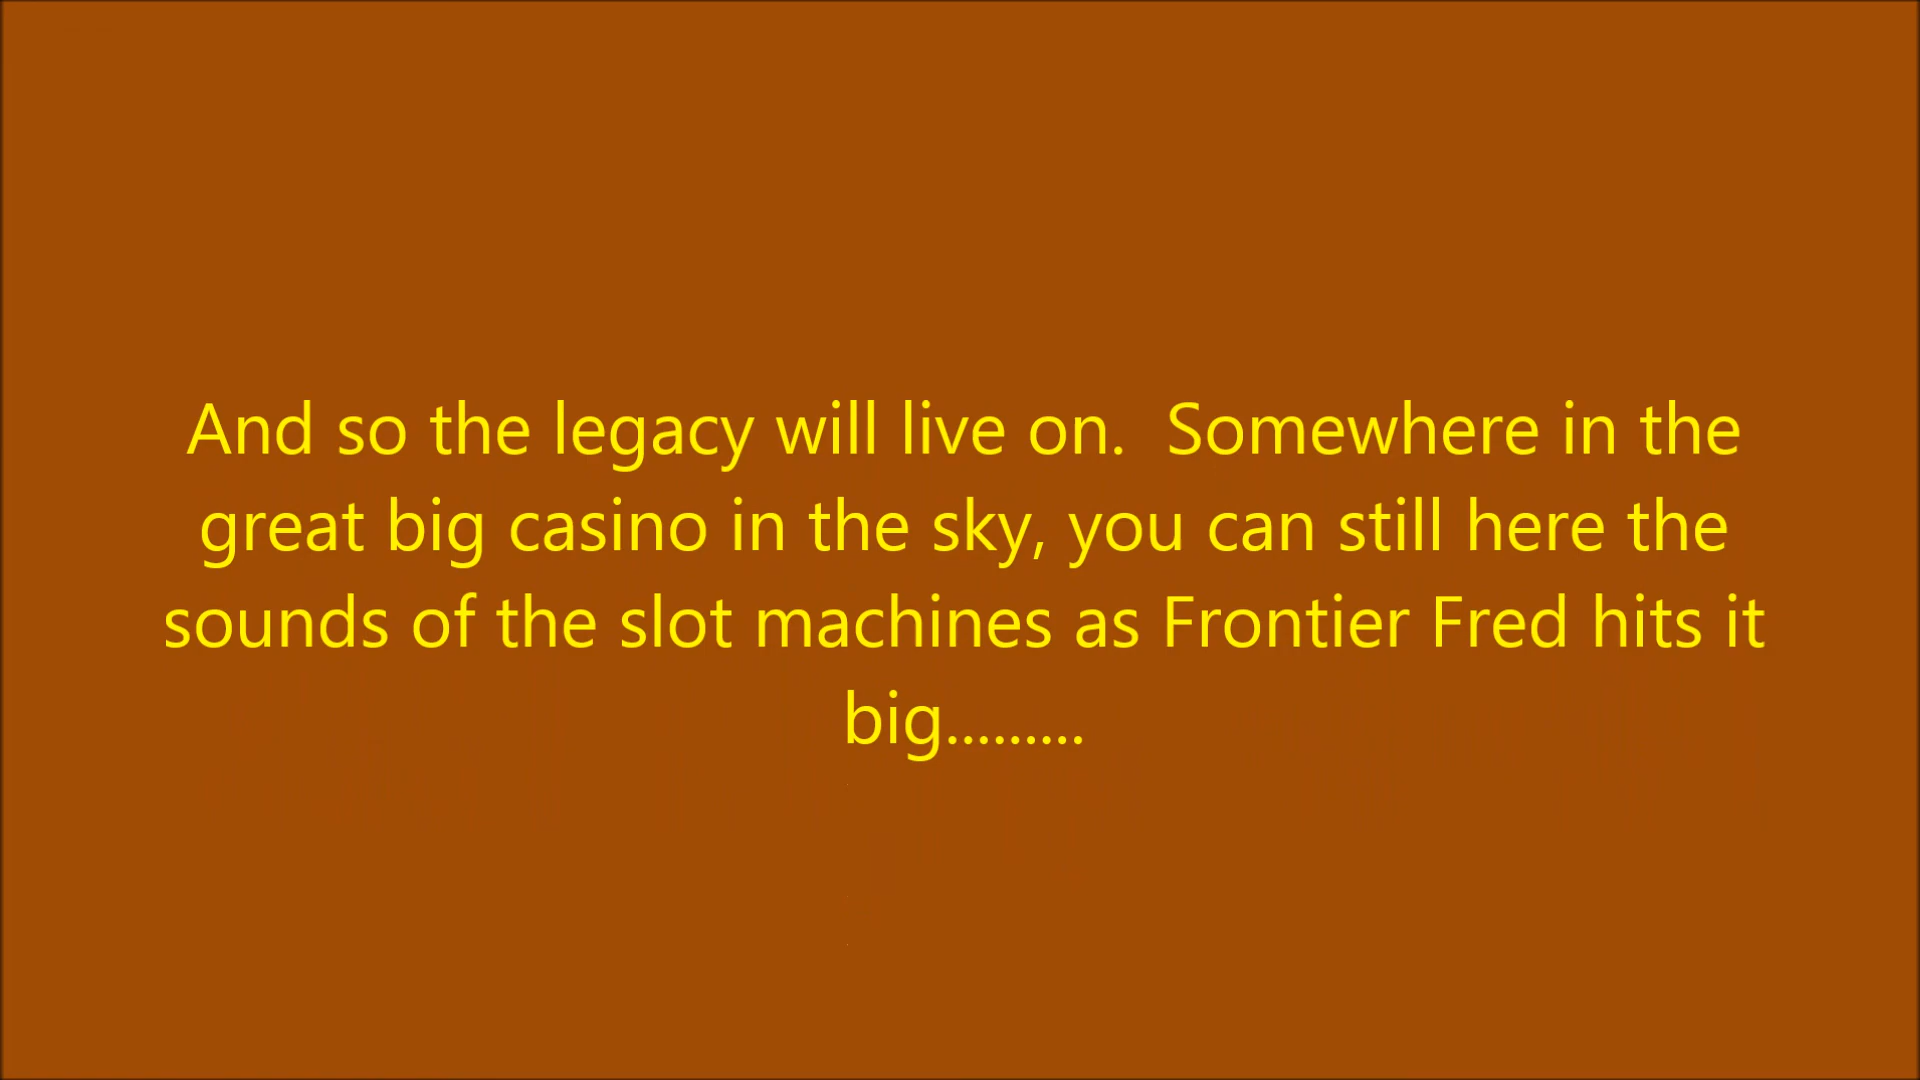 And so the legacy will live on.  Somewhere in the
great big casino in the sky, you can still here the
sounds of the slot machines as Frontier Fred hits it
big.........